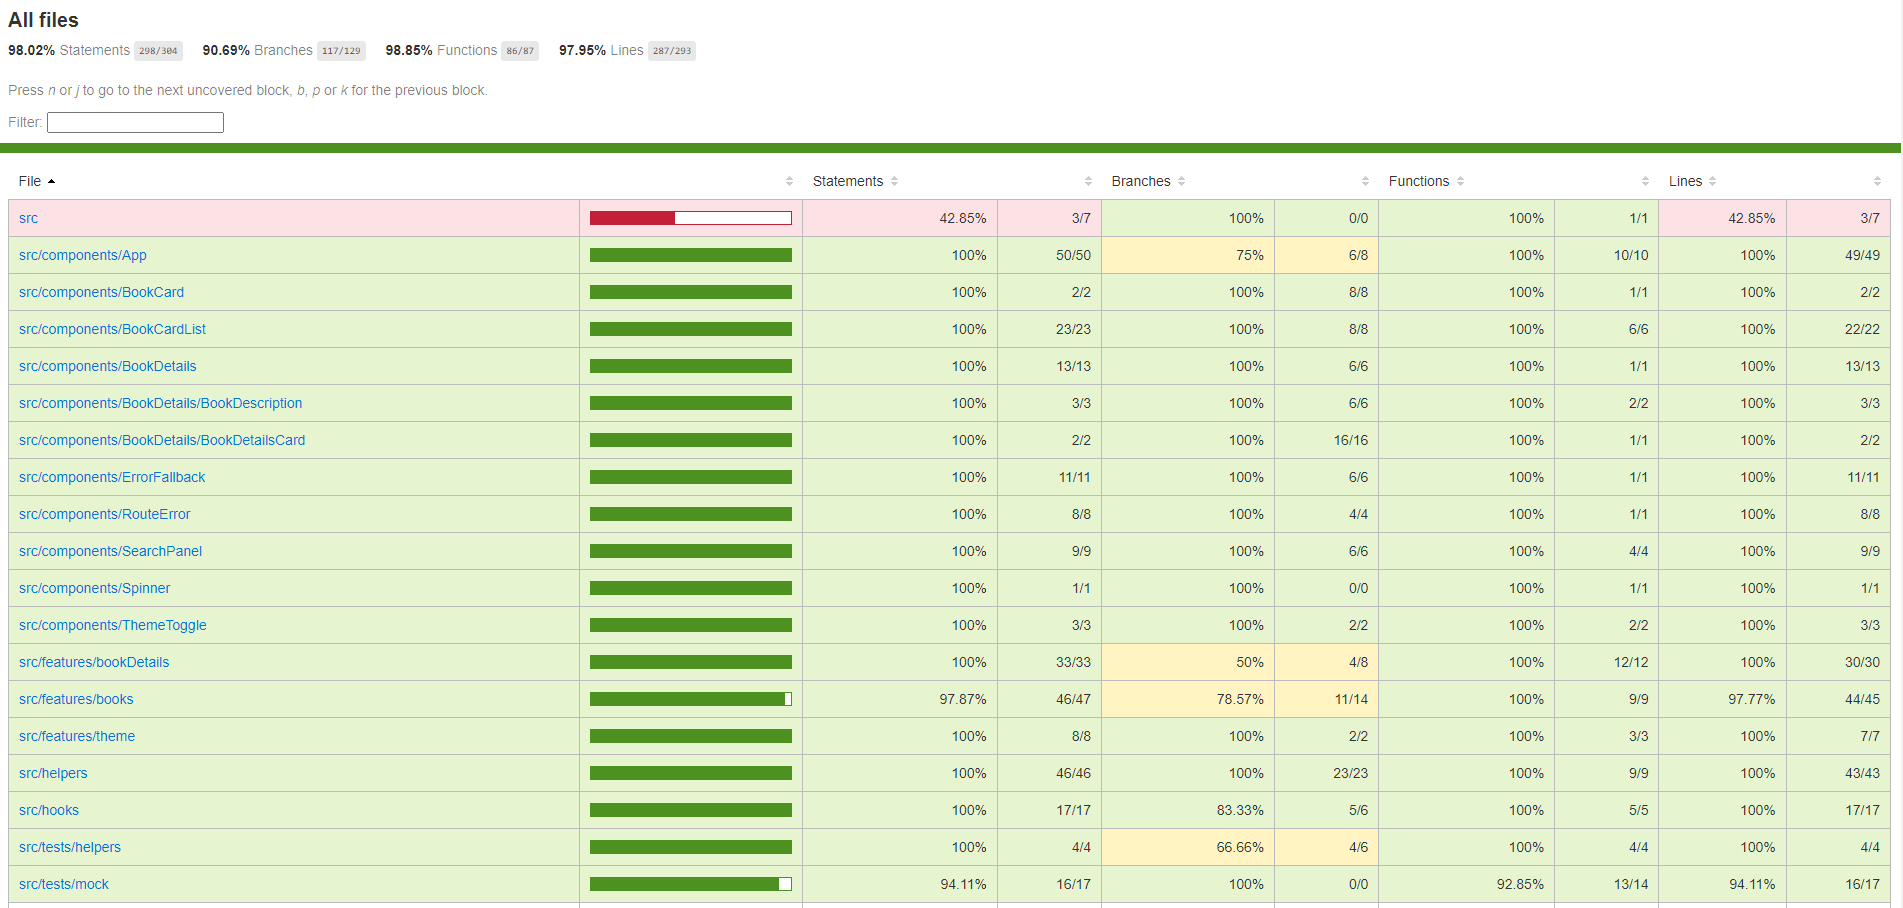 All files
98.02% Statements 298/304 90.69% Branches 117/129 98.85% Functions 86/87 97.95% Lines 287/293
Press n or j to go to the next uncovered block, b, p or k for the previous block.
Filter:
File Statements Branches Functions Lines
src 42.85% 3/7 100% 0/0 100% 1/1 42.85% 3/7
src/components/App 100% 50/50 75% 6/8 100% 10/10 100% 49/49
src/components/BookCard 100% 2/2 100% 8/8 100% 1/1 100% 2/2
src/components/BookCardList 100% 23/23 100% 8/8 100% 6/6 100% 22/22
src/components/BookDetails 100% 13/13 100% 6/6 100% 1/1 100% 13/13
src/components/BookDetails/BookDescription 100% 3/3 100% 6/6 100% 2/2 100% 3/3
src/components/BookDetails/BookDetailsCard 100% 2/2 100% 16/16 100% 1/1 100% 2/2
src/components/ErrorFallback 100% 11/11 100% 6/6 100% 1/1 100% 11/11
src/components/RouteError 100% 8/8 100% 4/4 100% 1/1 100% 8/8
src/components/SearchPanel 100% 9/9 100% 6/6 100% 4/4 100% 9/9
src/components/Spinner 100% 1/1 100% 0/0 100% 1/1 100% 1/1
src/components/ThemeToggle 100% 3/3 100% 2/2 100% 2/2 100% 3/3
src/features/bookDetails 100% 33/33 50% 4/8 100% 12/12 100% 30/30
src/features/books 97.87% 46/47 78.57% 11/14 100% 9/9 97.77% 44/45
src/features/theme 100% 8/8 100% 2/2 100% 3/3 100% 7/7
src/helpers 100% 46/46 100% 23/23 100% 9/9 100% 43/43
src/hooks 100% 17/17 83.33% 5/6 100% 5/5 100% 17/17
src/tests/helpers 100% 4/4 66.66% 4/6 100% 4/4 100% 4/4
src/tests/mock 94.11% 16/17 100% 0/0 92.85% 13/14 94.11% 16/17